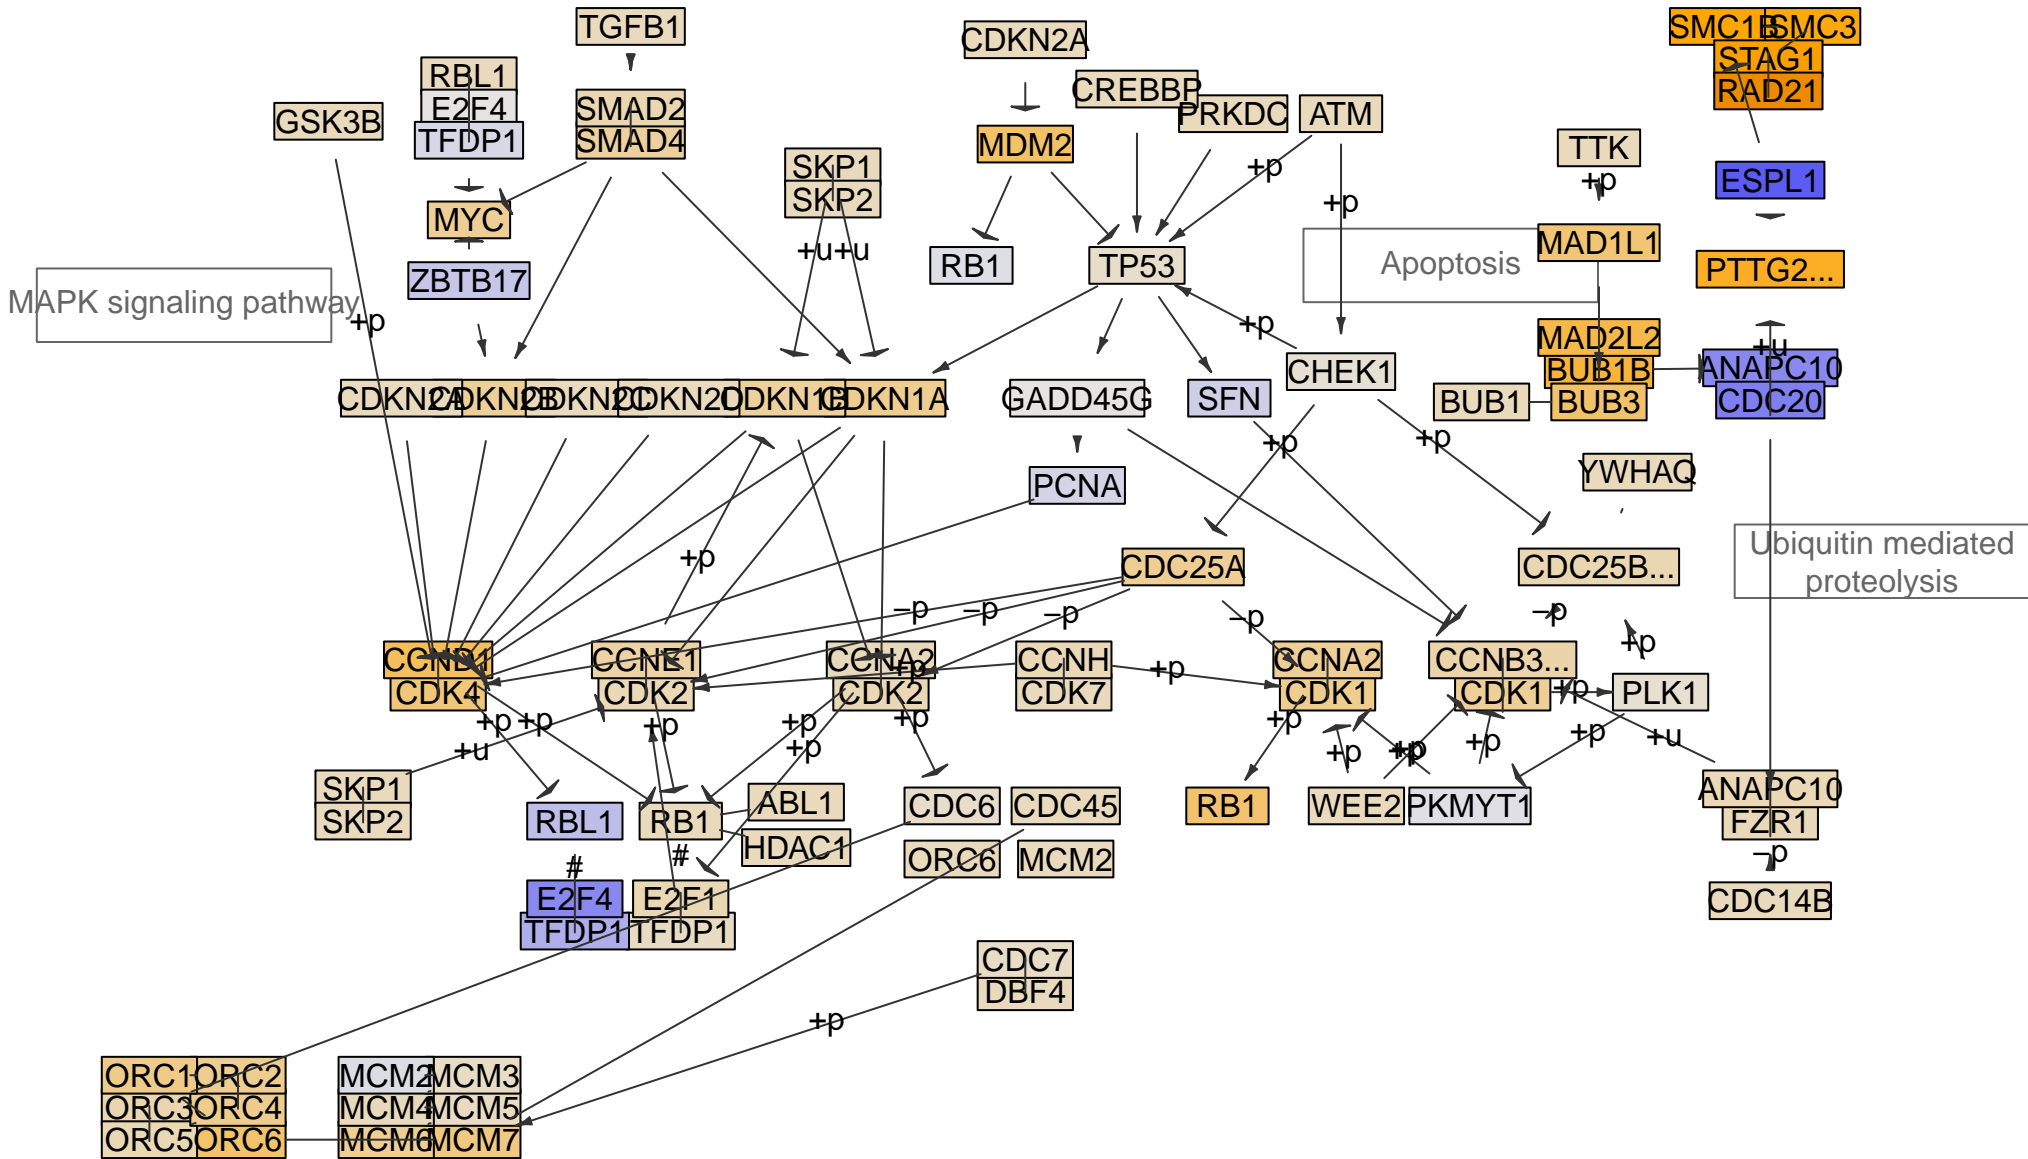 TGFB1
CDKN2A
SMC1B
SMC3
STAG1
RAD21
RBL1
E2F4
TFDP1
GSK3B
SMAD2
SMAD4
CREBBP
PRKDC
ATM
MDM2
+p
+p
TTK
+p
SKP1
SKP2
ESPL1
MYC
ZBTB17
+u
+u
RB1
TP53
Apoptosis
MAD1L1
PTTG2...
MAPK signaling pathway
+p
+p
MAD2L2
BUB1B
BUB1
BUB3
+u
ANAPC10
CDC20
CDKN2A
CDKN2B
CDKN2C
CDKN2D
CDKN1B
CDKN1A
GADD45G
SFN
CHEK1
+p
+p
PCNA
YWHAQ
+p
CDC25A
CDC25B...
Ubiquitin mediated
proteolysis
−p
−p
−p
−p
−p
+p
CCND1
CDK4
CCNE1
CDK2
CCNA2
CDK2
+p
CCNH
CDK7
+p
CCNA2
CDK1
CCNB3...
CDK1
+p
PLK1
+p
+p
+u
+p
+p
+p
+p
+p
+p
+p
+p
+p
+p
+u
SKP1
SKP2
RBL1
RB1
ABL1
HDAC1
CDC6
CDC45
ORC6
MCM2
RB1
WEE2
PKMYT1
ANAPC10
FZR1
−p
CDC14B
#
#
E2F4
TFDP1
E2F1
TFDP1
CDC7
DBF4
+p
ORC1
ORC2
MCM2
MCM3
ORC3
ORC4
MCM4
MCM5
ORC5
ORC6
MCM6
MCM7